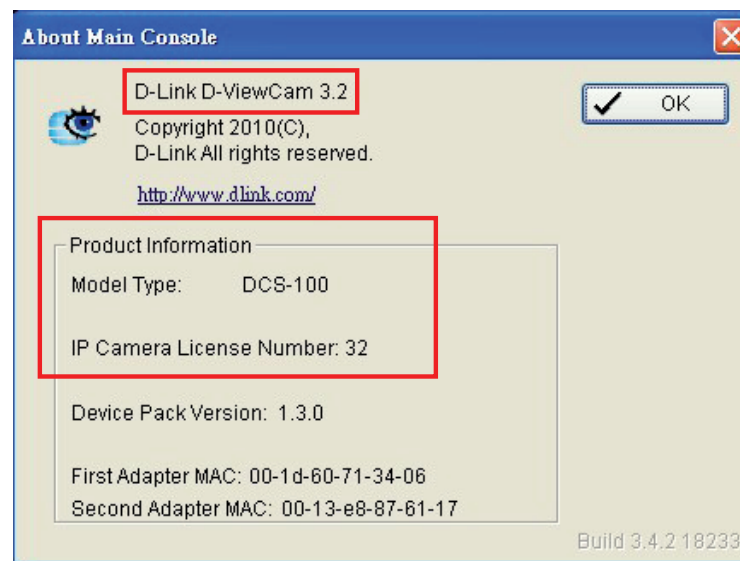 About Main Console
D-Link D-ViewCam 3.2
OK
Copyright 2010(C),
D-Link All rights reserved.
http://www.dlink.com/
Product Information
Model Type: DCS-100
IP Camera License Number: 32
Device Pack Version: 1.3.0
First Adapter MAC: 00-1d-60-71-34-06
Second Adapter MAC: 00-13-e8-87-61-17
Build 3.4.2 18233